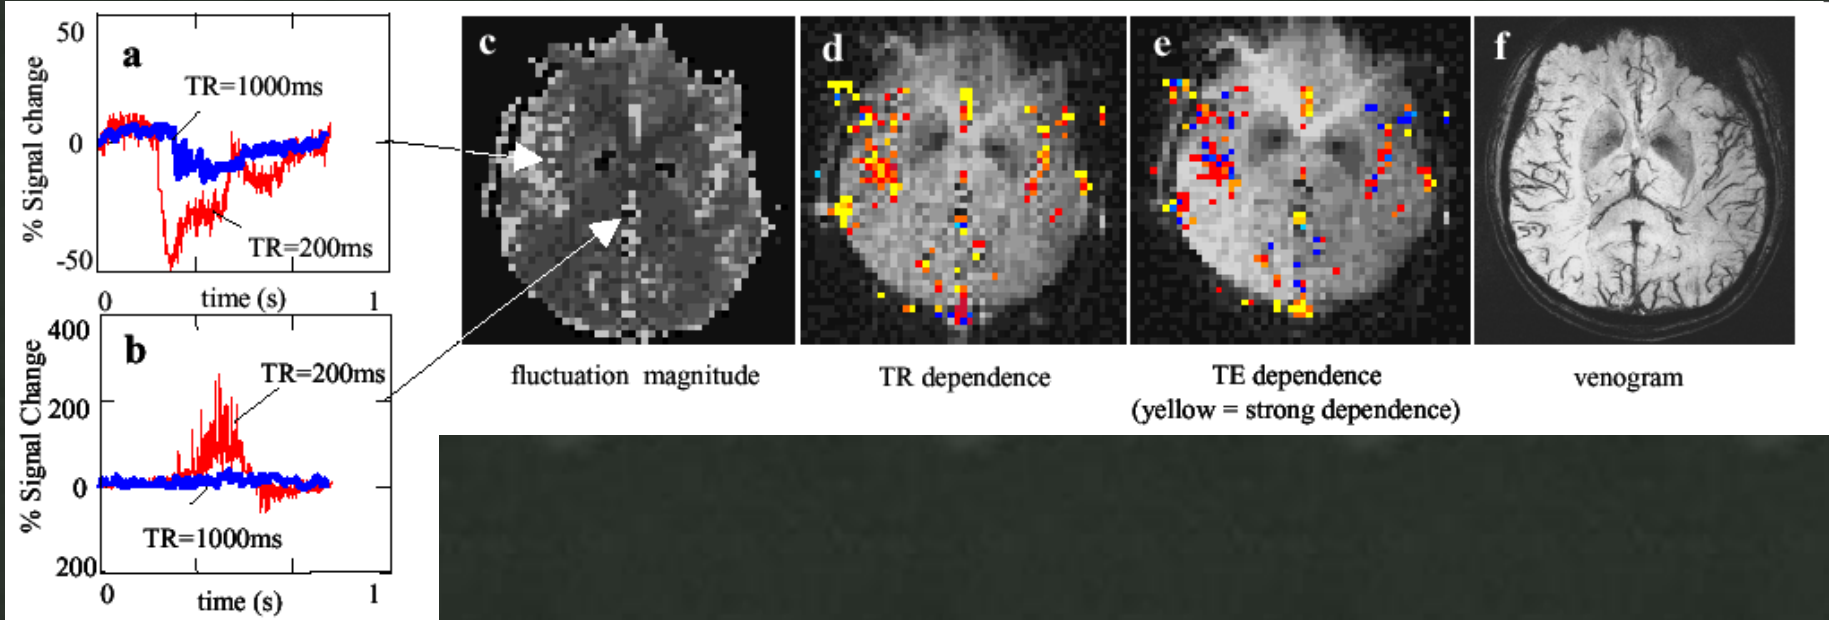 50
a
TR=1000ms
% Signal change
0
TR=200ms
-50
0
time (s)
1
400
b
TR=200ms
% Signal Change
200
0
TR=1000ms
200
0
time (s)
1
c
d
e
f
fluctuation magnitude
TR dependence
TE dependence
(yellow = strong dependence)
venogram